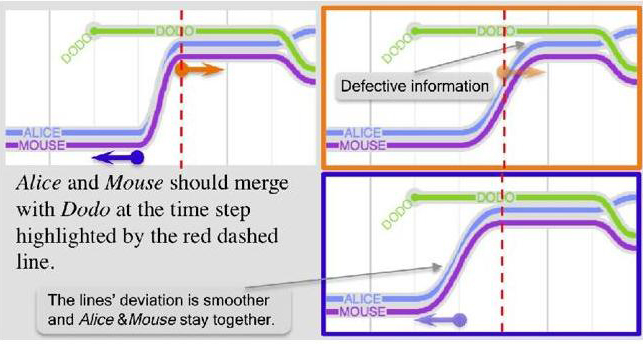 DODO
DODO
ALICE
MOUSE
DODO
DODO
Defective information
ALICE
MOUSE
Alice and Mouse should merge
with Dodo at the time step
highlighted by the red dashed
line.
DODO
DODO
The lines' deviation is smoother
and Alice &Mouse stay together.
ALICE
MOUSE